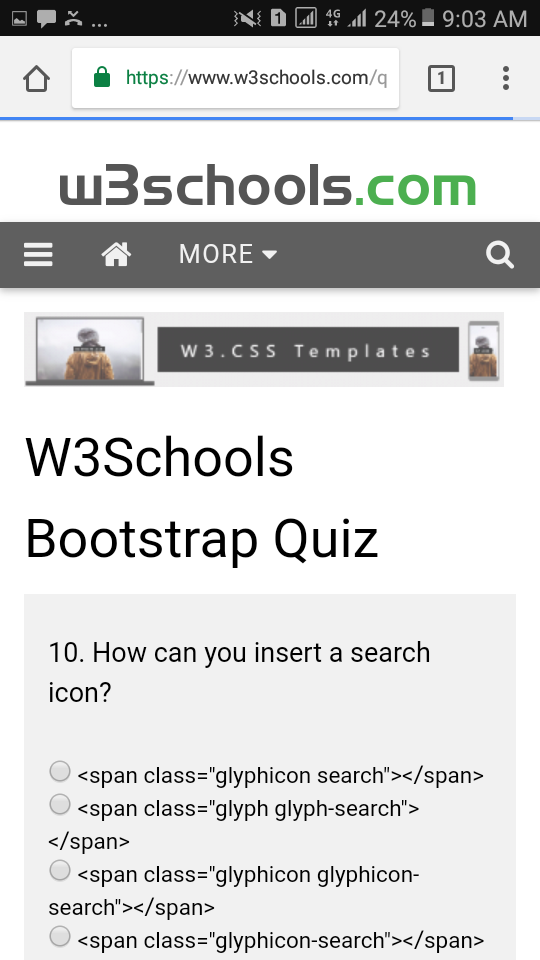 ... 1 4G 24% 9:03 AM
https://www.w3schools.com/q 1
w3schools.com
MORE
W3.CSS Templates
W3Schools
Bootstrap Quiz
10. How can you insert a search
icon?
<span class="glyphicon search"></span>
<span class="glyph glyph-search">
</span>
<span class="glyphicon glyphicon-
search"></span>
<span class="glyphicon-search"></span>